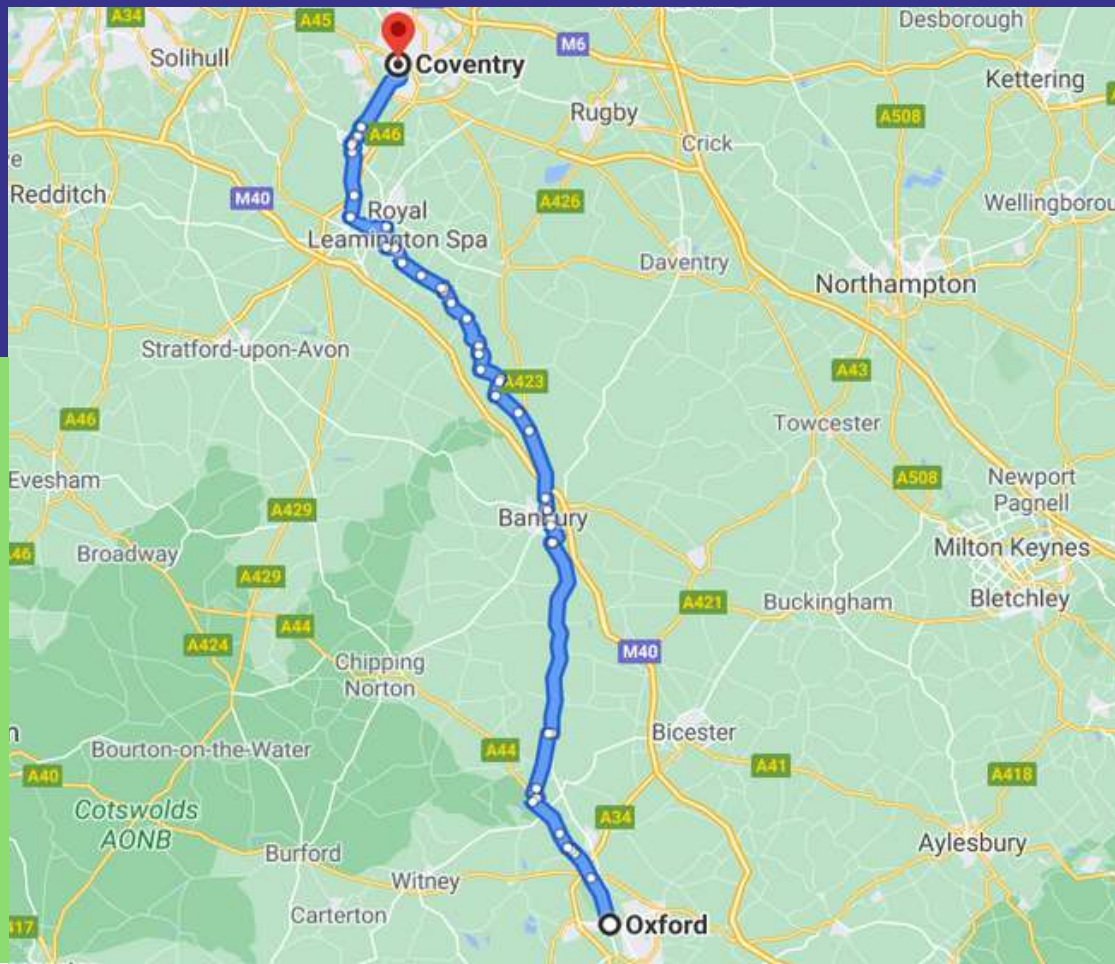 A34
A45
Desborough
Solihull
M6
Coventry
Kettering
Rugby
A508
A46
Crick
Redditch
M40
A426
Royal
Leamington Spa
Wellingborou
Daventry
Northampton
Stratford-upon-Avon
A423
A43
A46
Towcester
Evesham
A508
Newport
Pagnell
A429
Banbury
A46
Broadway
Milton Keynes
A429
A421
Buckingham
Bletchley
A44
A424
M40
Chipping
Norton
Bourton-on-the-Water
A44
Bicester
A40
A41
A418
Cotswolds
AONB
A34
Burford
Aylesbury
Witney
Carterton
Oxford